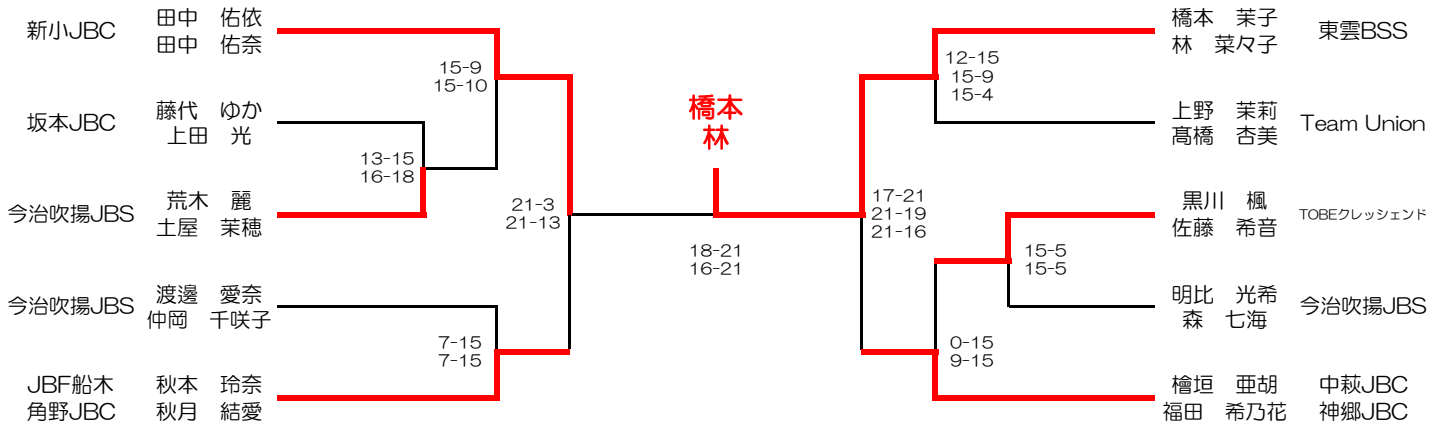 新小JBC 田中 佑依
田中 佑奈
15-9
15-10
坂本JBC 藤代 ゆか
上田 光
13-15
16-18
今治吹揚JBS 荒木 麗
土屋 茉穂
21-3
21-13
今治吹揚JBS 渡邊 愛奈
仲岡 千咲子
7-15
7-15
JBF船木 秋本 玲奈
角野JBC 秋月 結愛
橋本
林
18-21
16-21
橋本 茉子 東雲BSS
林 菜々子
12-15
15-9
15-4
上野 茉莉 Team Union
髙橋 杏美
17-21
21-19
21-16
黒川 楓 TOBEクレッシェンド
佐藤 希音
15-5
15-5
明比 光希 今治吹揚JBS
森 七海
0-15
9-15
檜垣 亜胡 中萩JBC
福田 希乃花 神郷JBC